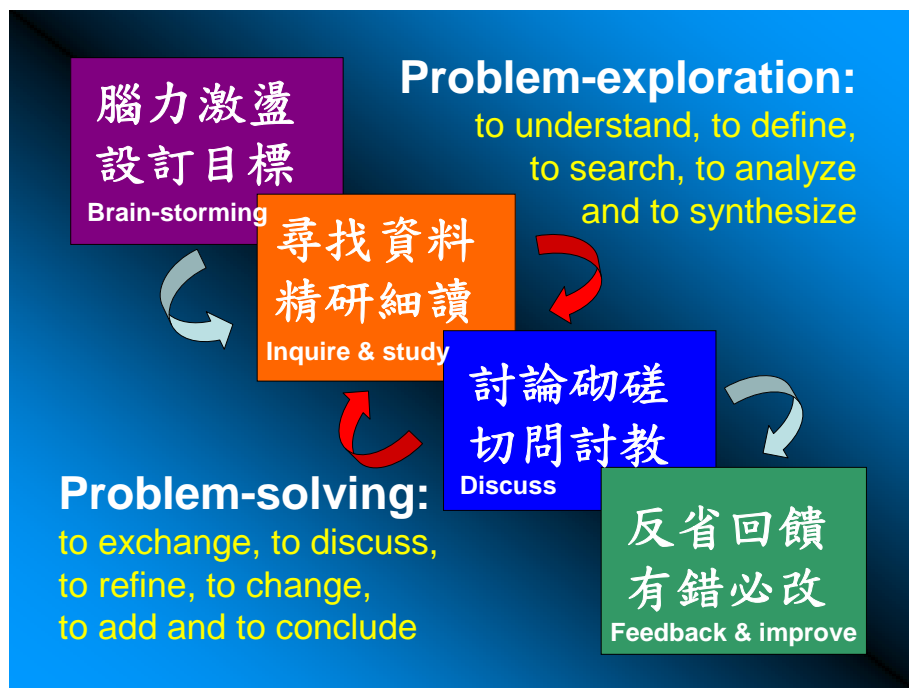 腦力激盪
設訂目標
Brain-storming
Problem-exploration:
to understand, to define,
to search, to analyze
and to synthesize
尋找資料
精研細讀
Inquire & study
討論砌磋
切問討教
Discuss
Problem-solving:
to exchange, to discuss,
to refine, to change,
to add and to conclude
反省回饋
有錯必改
Feedback & improve